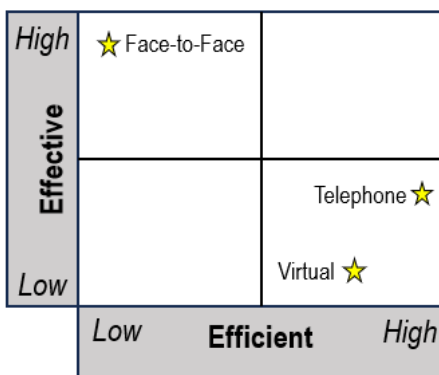 High
Face-to-Face
Effective
Telephone
Virtual
Low
Low
Efficient
High